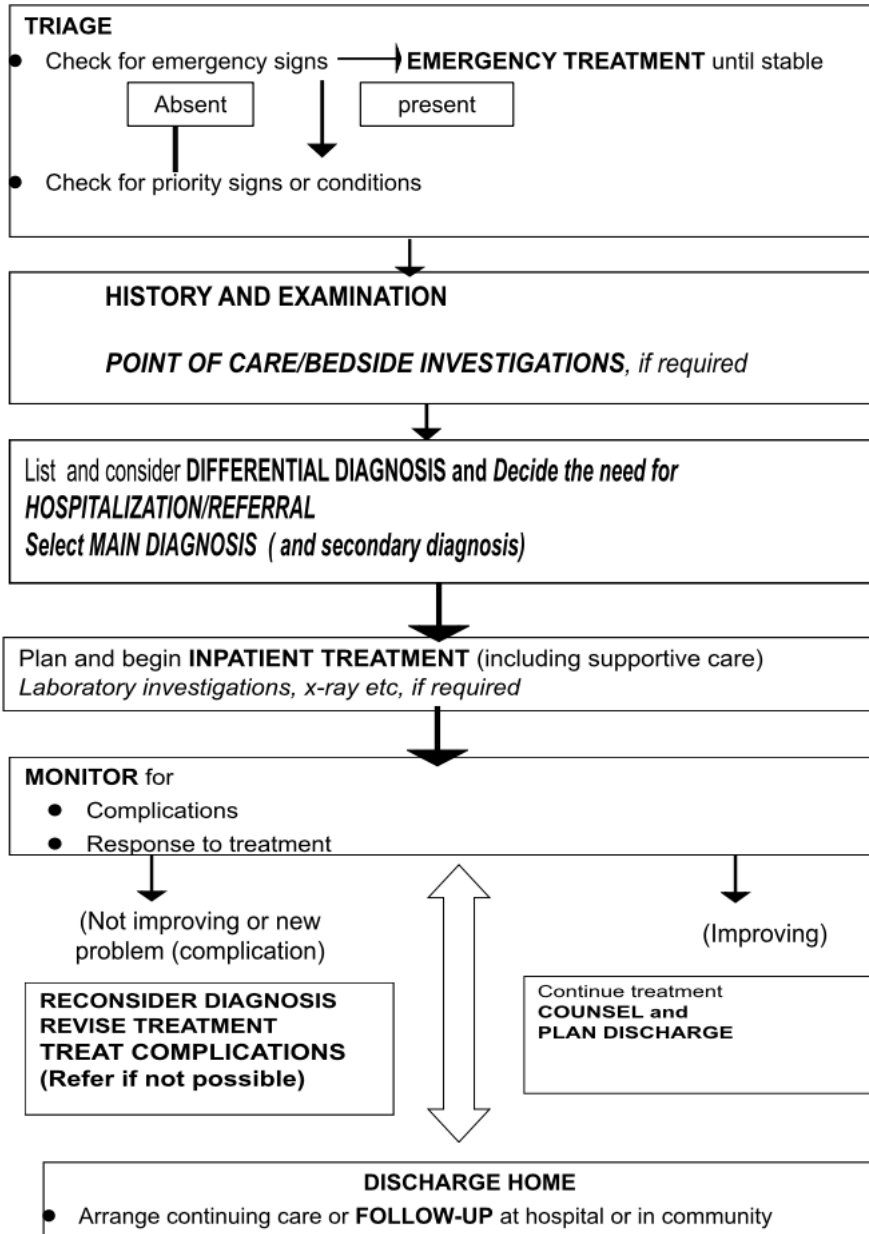 TRIAGE
● Check for emergency signs EMERGENCY TREATMENT until stable
Absent present
● Check for priority signs or conditions
HISTORY AND EXAMINATION
POINT OF CARE/BEDSIDE INVESTIGATIONS, if required
List and consider DIFFERENTIAL DIAGNOSIS and Decide the need for
HOSPITALIZATION/REFERRAL
Select MAIN DIAGNOSIS ( and secondary diagnosis)
Plan and begin INPATIENT TREATMENT (including supportive care)
Laboratory investigations, x-ray etc, if required
MONITOR for
● Complications
● Response to treatment
(Not improving or new
problem (complication)
(Improving)
RECONSIDER DIAGNOSIS
REVISE TREATMENT
TREAT COMPLICATIONS
(Refer if not possible)
Continue treatment
COUNSEL and
PLAN DISCHARGE
DISCHARGE HOME
● Arrange continuing care or FOLLOW-UP at hospital or in community